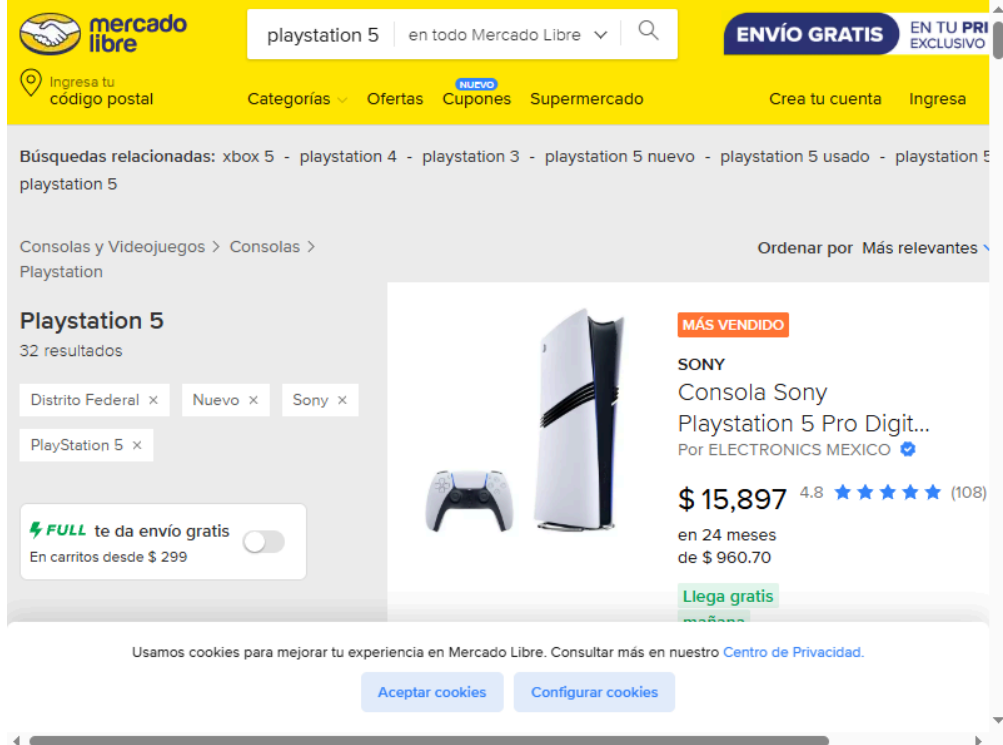 mercado
libre
playstation 5 en todo Mercado Libre
ENVÍO GRATIS EN TU PRI
EXCLUSIVO
Ingresa tu
código postal
NUEVO
Categorías Ofertas Cupones Supermercado Crea tu cuenta Ingresa
Búsquedas relacionadas: xbox 5 - playstation 4 - playstation 3 - playstation 5 nuevo - playstation 5 usado - playstation 5
playstation 5
Consolas y Videojuegos > Consolas >
Playstation
Ordenar por Más relevantes
Playstation 5
32 resultados
Distrito Federal × Nuevo × Sony ×
PlayStation 5 ×
FULL te da envío gratis
En carritos desde $ 299
MÁS VENDIDO
SONY
Consola Sony
Playstation 5 Pro Digit...
Por ELECTRONICS MEXICO
$ 15,897 4.8 (108)
en 24 meses
de $ 960.70
Llega gratis
mañana
Usamos cookies para mejorar tu experiencia en Mercado Libre. Consultar más en nuestro Centro de Privacidad.
Aceptar cookies Configurar cookies